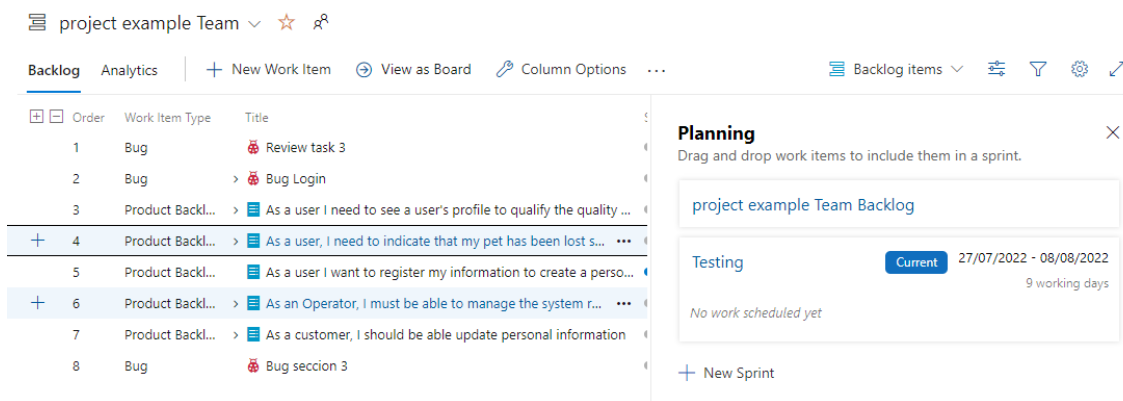 project example Team
Backlog Analytics New Work Item View as Board Column Options ... Backlog items
Order Work Item Type Title S
1 Bug Review task 3
2 Bug Bug Login
3 Product Backl... As a user I need to see a user's profile to qualify the quality ...
4 Product Backl... As a user, I need to indicate that my pet has been lost s... ...
5 Product Backl... As a user I want to register my information to create a perso...
6 Product Backl... As an Operator, I must be able to manage the system r... ...
7 Product Backl... As a customer, I should be able update personal information
8 Bug Bug seccion 3
Planning
Drag and drop work items to include them in a sprint.
project example Team Backlog
Testing Current 27/07/2022 - 08/08/2022
9 working days
No work scheduled yet
New Sprint